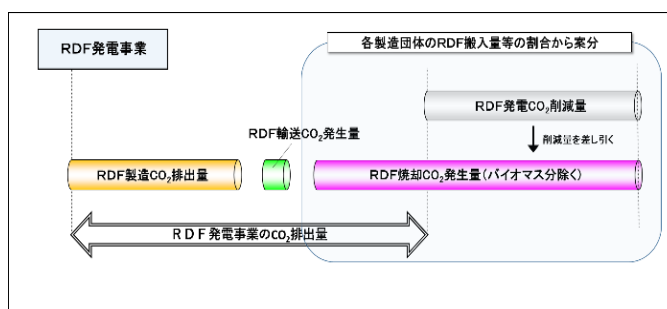 RDF発電事業
各製造団体のRDF搬入量等の割合から案分
RDF発電CO₂削減量
RDF輸送CO₂発生量
削減量を差し引く
RDF製造CO₂排出量
RDF焼却CO₂発生量(バイオマス分除く)
RDF発電事業のCO₂排出量